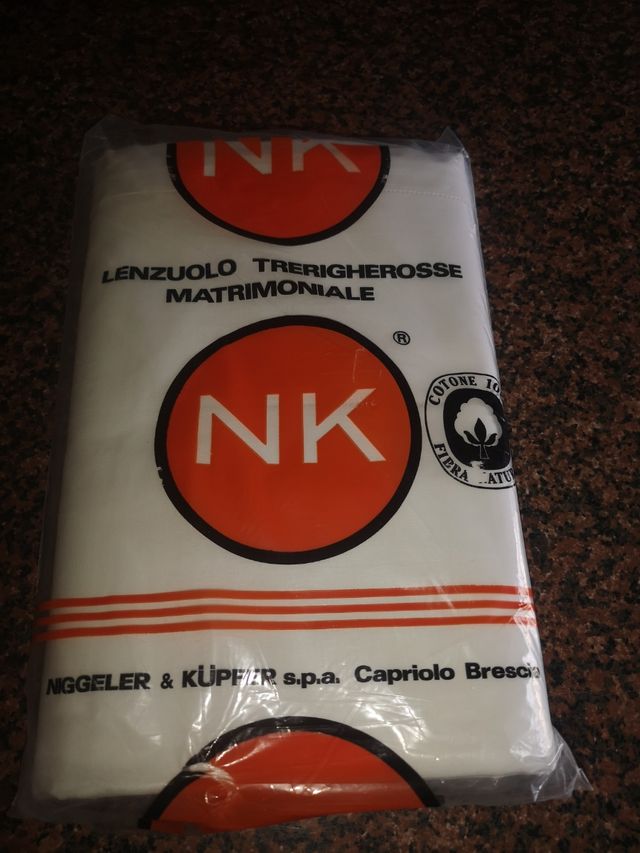 NK
LENZUOLO TRERIGHEROSSE
MATRIMONIALE
®
NK
COTONE
FIBRA
NIGGELER & KÜPFER s.p.a. Capriolo Brescia